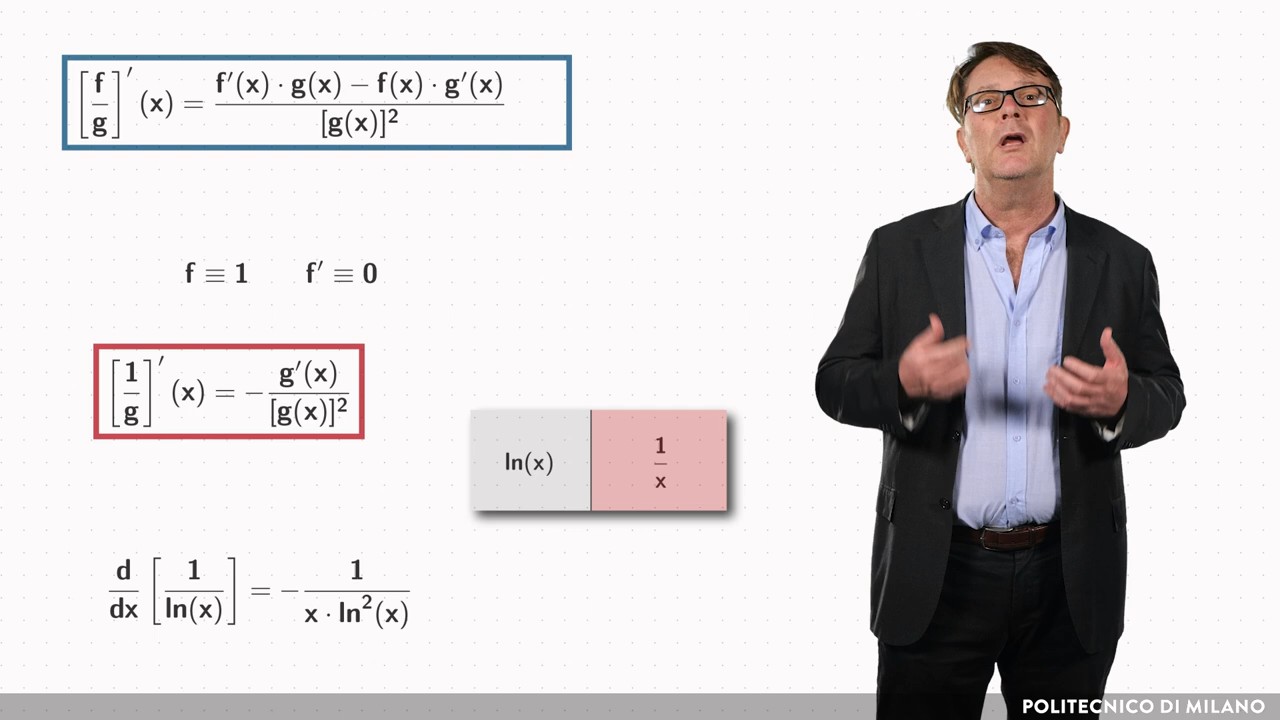 [f/g]′(x) = f′(x) · g(x) − f(x) · g′(x) / [g(x)]²
f ≡ 1 f′ ≡ 0
[1/g]′(x) = − g′(x) / [g(x)]²
ln(x) 1/x
d/dx [1/ln(x)] = − 1 / x · ln²(x)
POLITECNICO DI MILANO